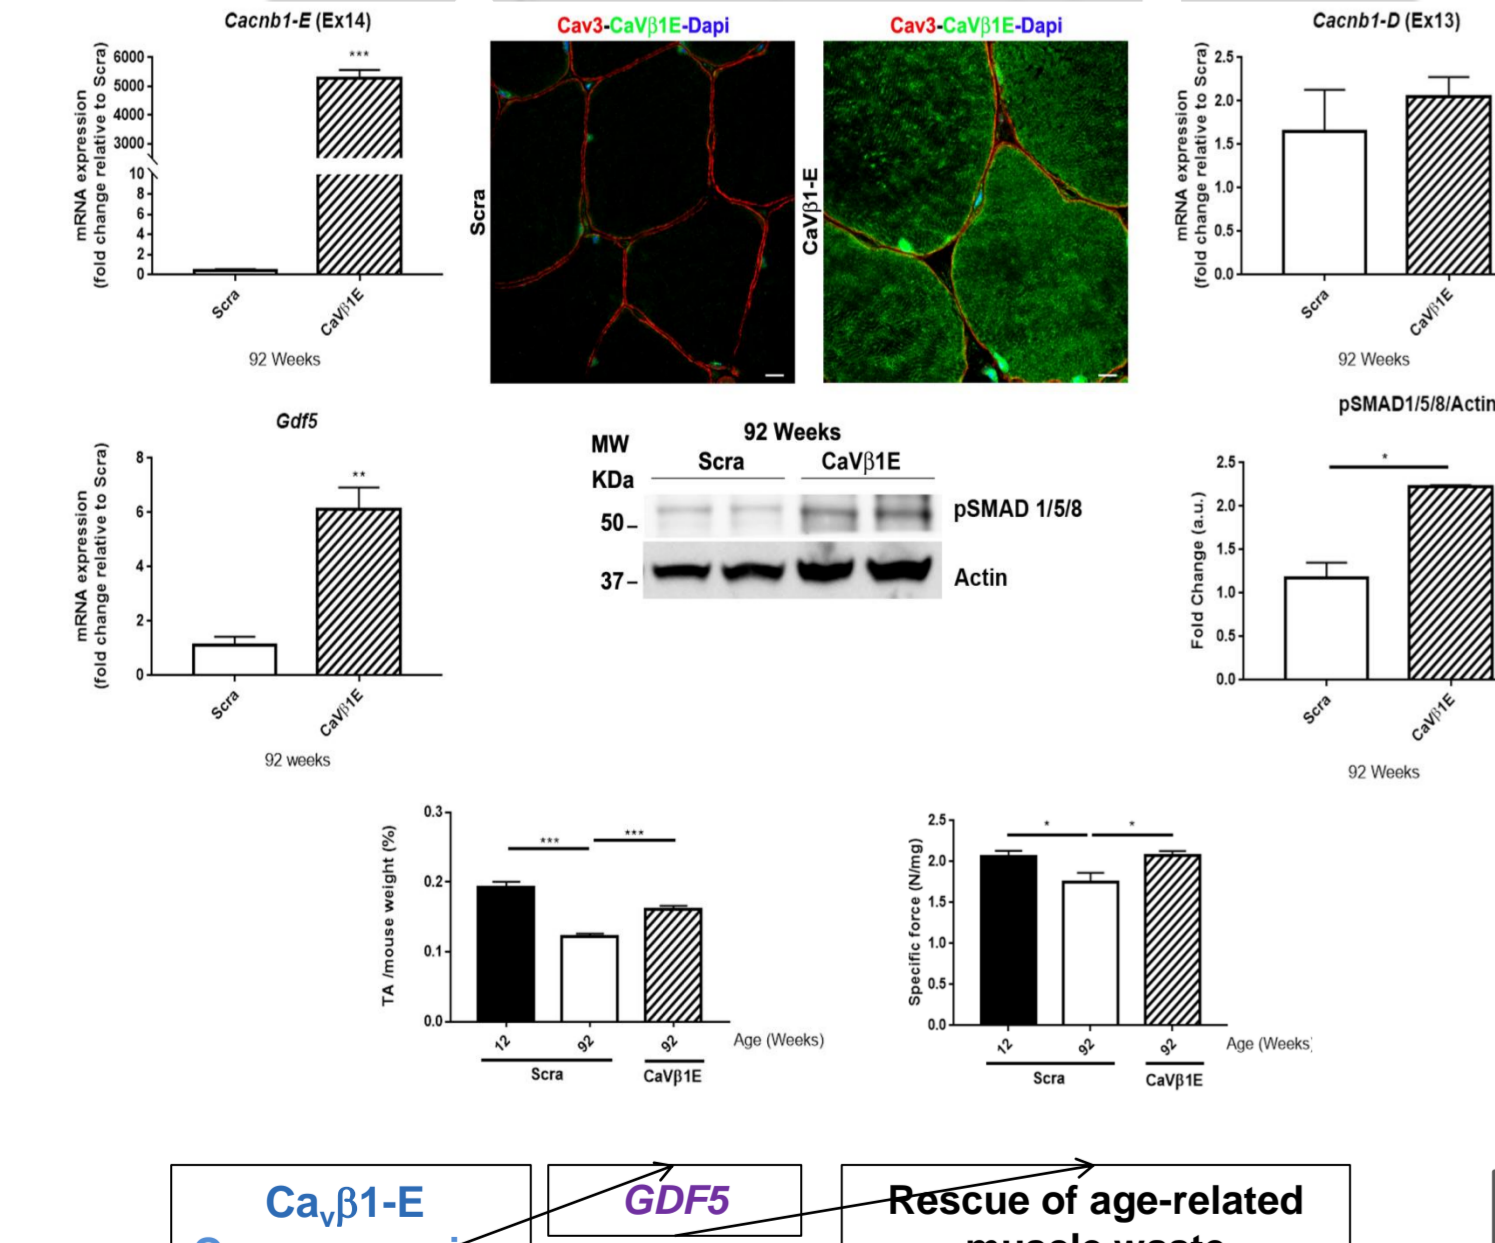 Cacnb1-E (Ex14)
mRNA expression
(fold change relative to Scra)
6000
5000
4000
3000
10
8
6
4
2
0
***
Scra
CaVβ1E
92 Weeks
Cav3-CaVβ1E-Dapi
Scra
Cav3-CaVβ1E-Dapi
CaVβ1-E
Cacnb1-D (Ex13)
mRNA expression
(fold change relative to Scra)
2.5
2.0
1.5
1.0
0.5
0.0
Scra
CaVβ1E
92 Weeks
Gdf5
mRNA expression
(fold change relative to Scra)
8
6
4
2
0
**
Scra
CaVβ1E
92 weeks
92 Weeks
MW
KDa
Scra
CaVβ1E
50
pSMAD 1/5/8
37
Actin
pSMAD1/5/8/Actin
Fold Change (a.u.)
2.5
2.0
1.5
1.0
0.5
0.0
*
Scra
CaVβ1E
92 Weeks
TA /mouse weight (%)
0.3
0.2
0.1
0.0
***
***
12
92
92
Age (Weeks)
Scra
CaVβ1E
Specific force (N/mg)
2.5
2.0
1.5
1.0
0.5
0.0
*
*
12
92
92
Age (Weeks
Scra
CaVβ1E
Cavβ1-E
GDF5
Rescue of age-related
muscle waste